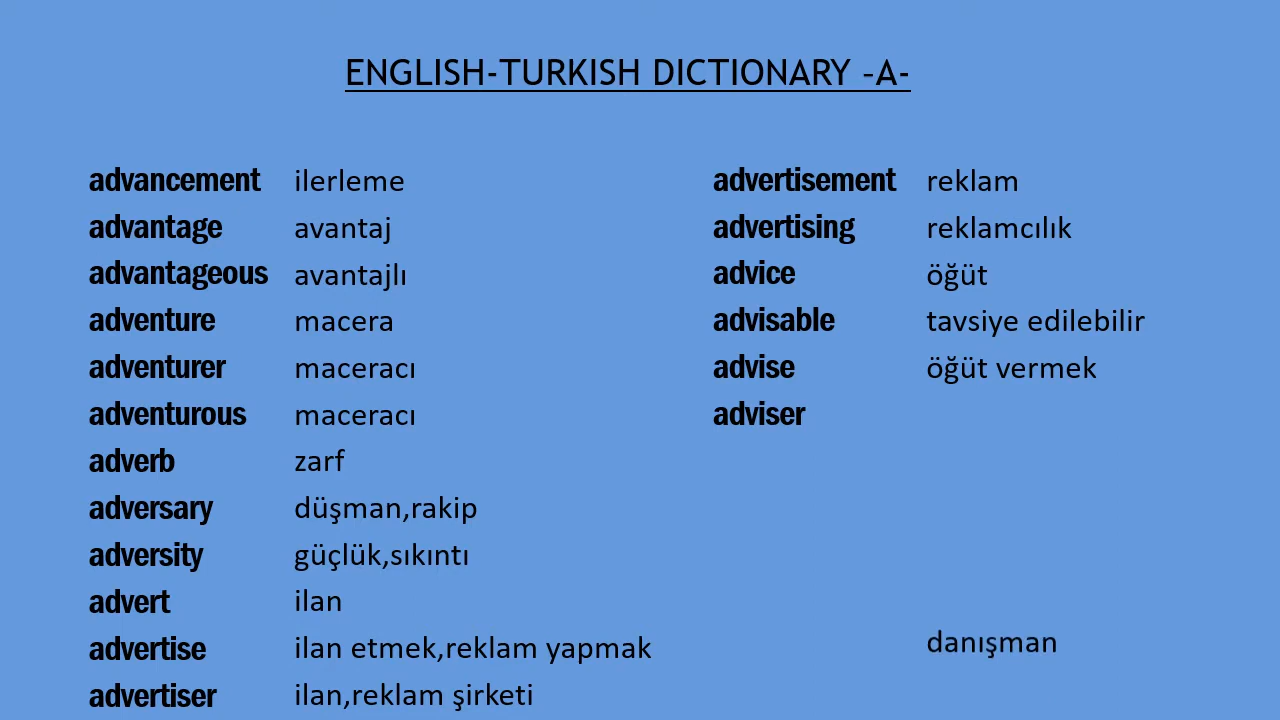 ENGLISH-TURKISH DICTIONARY –A-
advancement ilerleme
advantage avantaj
advantageous avantajlı
adventure macera
adventurer maceracı
adventurous maceracı
adverb zarf
adversary düşman,rakip
adversity güçlük,sıkıntı
advert ilan
advertise ilan etmek,reklam yapmak
advertiser ilan,reklam şirketi
advertisement reklam
advertising reklamcılık
advice öğüt
advisable tavsiye edilebilir
advise öğüt vermek
adviser
danışman